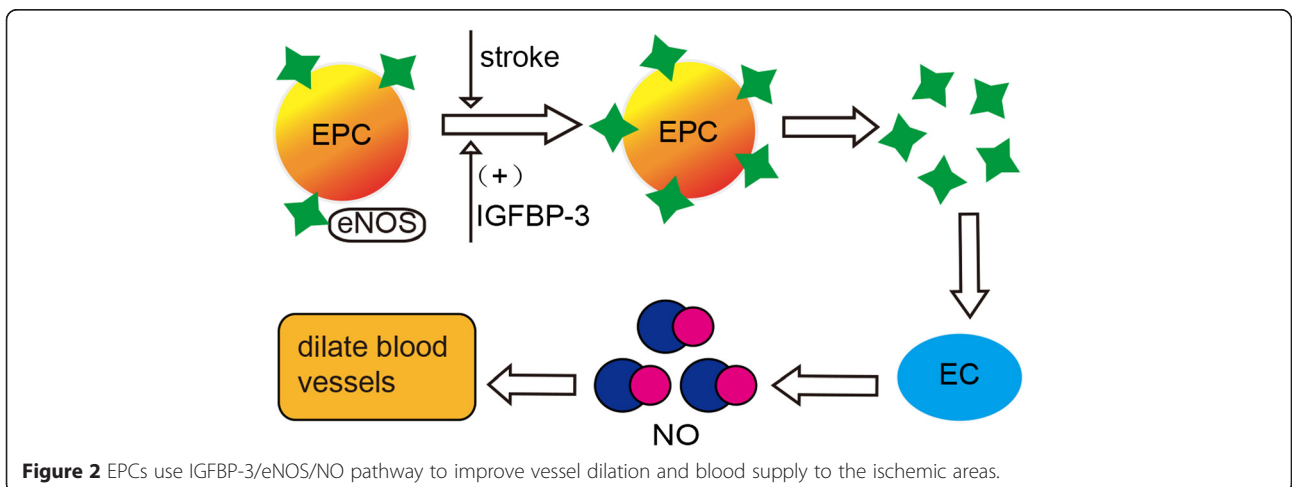 stroke
EPC
EPC
(+)
IGFBP-3
eNOS
dilate blood
vessels
NO
EC
Figure 2 EPCs use IGFBP-3/eNOS/NO pathway to improve vessel dilation and blood supply to the ischemic areas.